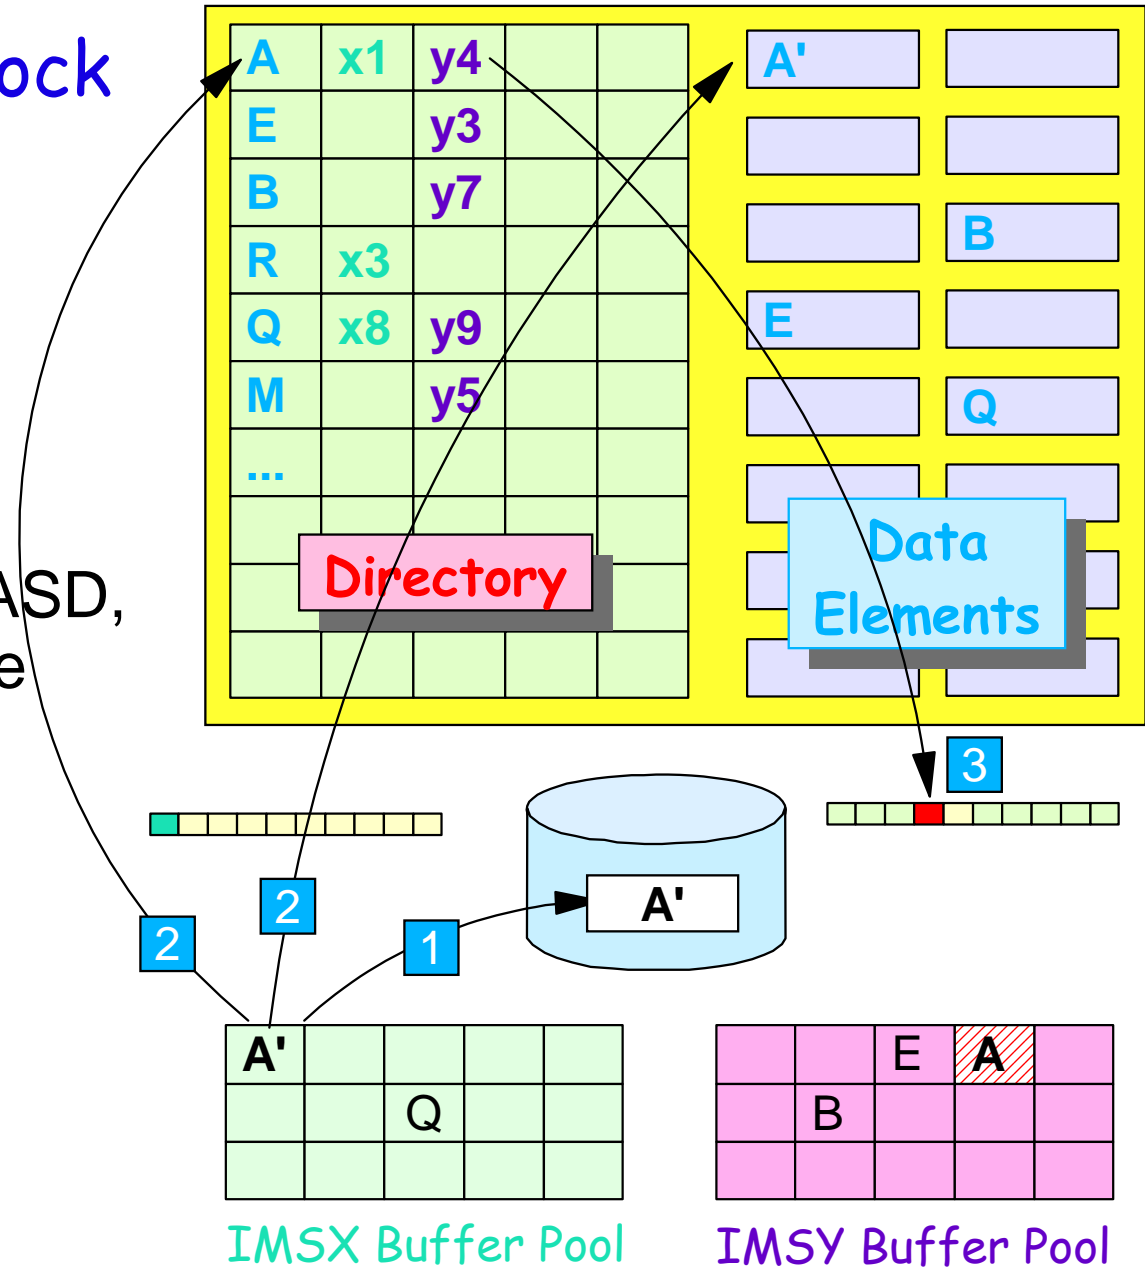 ock
A x1 y4
E y3
B y7
R x3
Q x8 y9
M y5
...
Directory
A'
B
E
Q
Data
Elements
ASD,
e
3
2
2
1
A'
A'
Q
E A
B
IMSX Buffer Pool
IMSY Buffer Pool